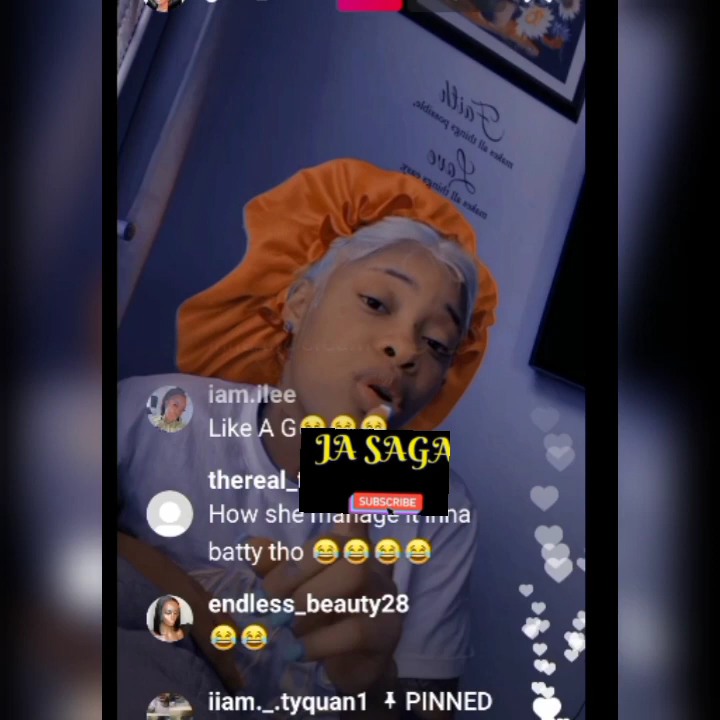 Faith
makes all things possible.
Love
makes all things easy.
iam.ilee
Like A G😂😂😂
JA SAGA
SUBSCRIBE
thereal_
How she manage it inna
batty tho 😂😂😂😂
endless_beauty28
😂😂
iiam._.tyquan1 PINNED